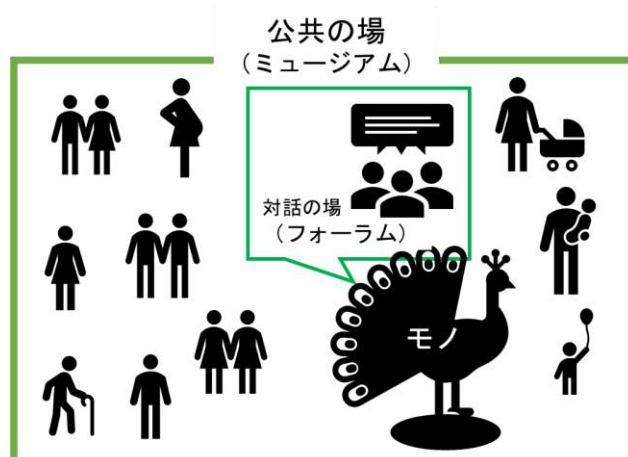 公共の場
（ミュージアム）
対話の場
（フォーラム）
モノ